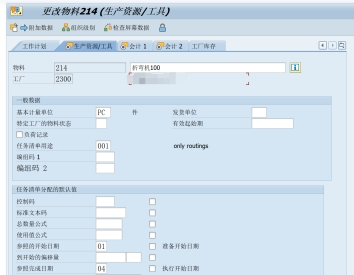 更改物料214 (生产资源/工具)
附加数据 组织级别 检查屏幕数据
工作计划 生产资源/工具 会计 1 会计 2 工厂库存
物料 214 折弯机100
工厂 2300
一般数据
基本计量单位 PC 件 发货单位
特定工厂的物料状态 有效起始期
负荷记录
任务清单用途 001 only routings
编组码 1
编组码 2
任务清单分配的默认值
控制码
标准文本码
总数量公式
使用值公式
参照的开始日期 01 准备开始日期
到开始的偏移量
参照完成日期 04 执行开始日期